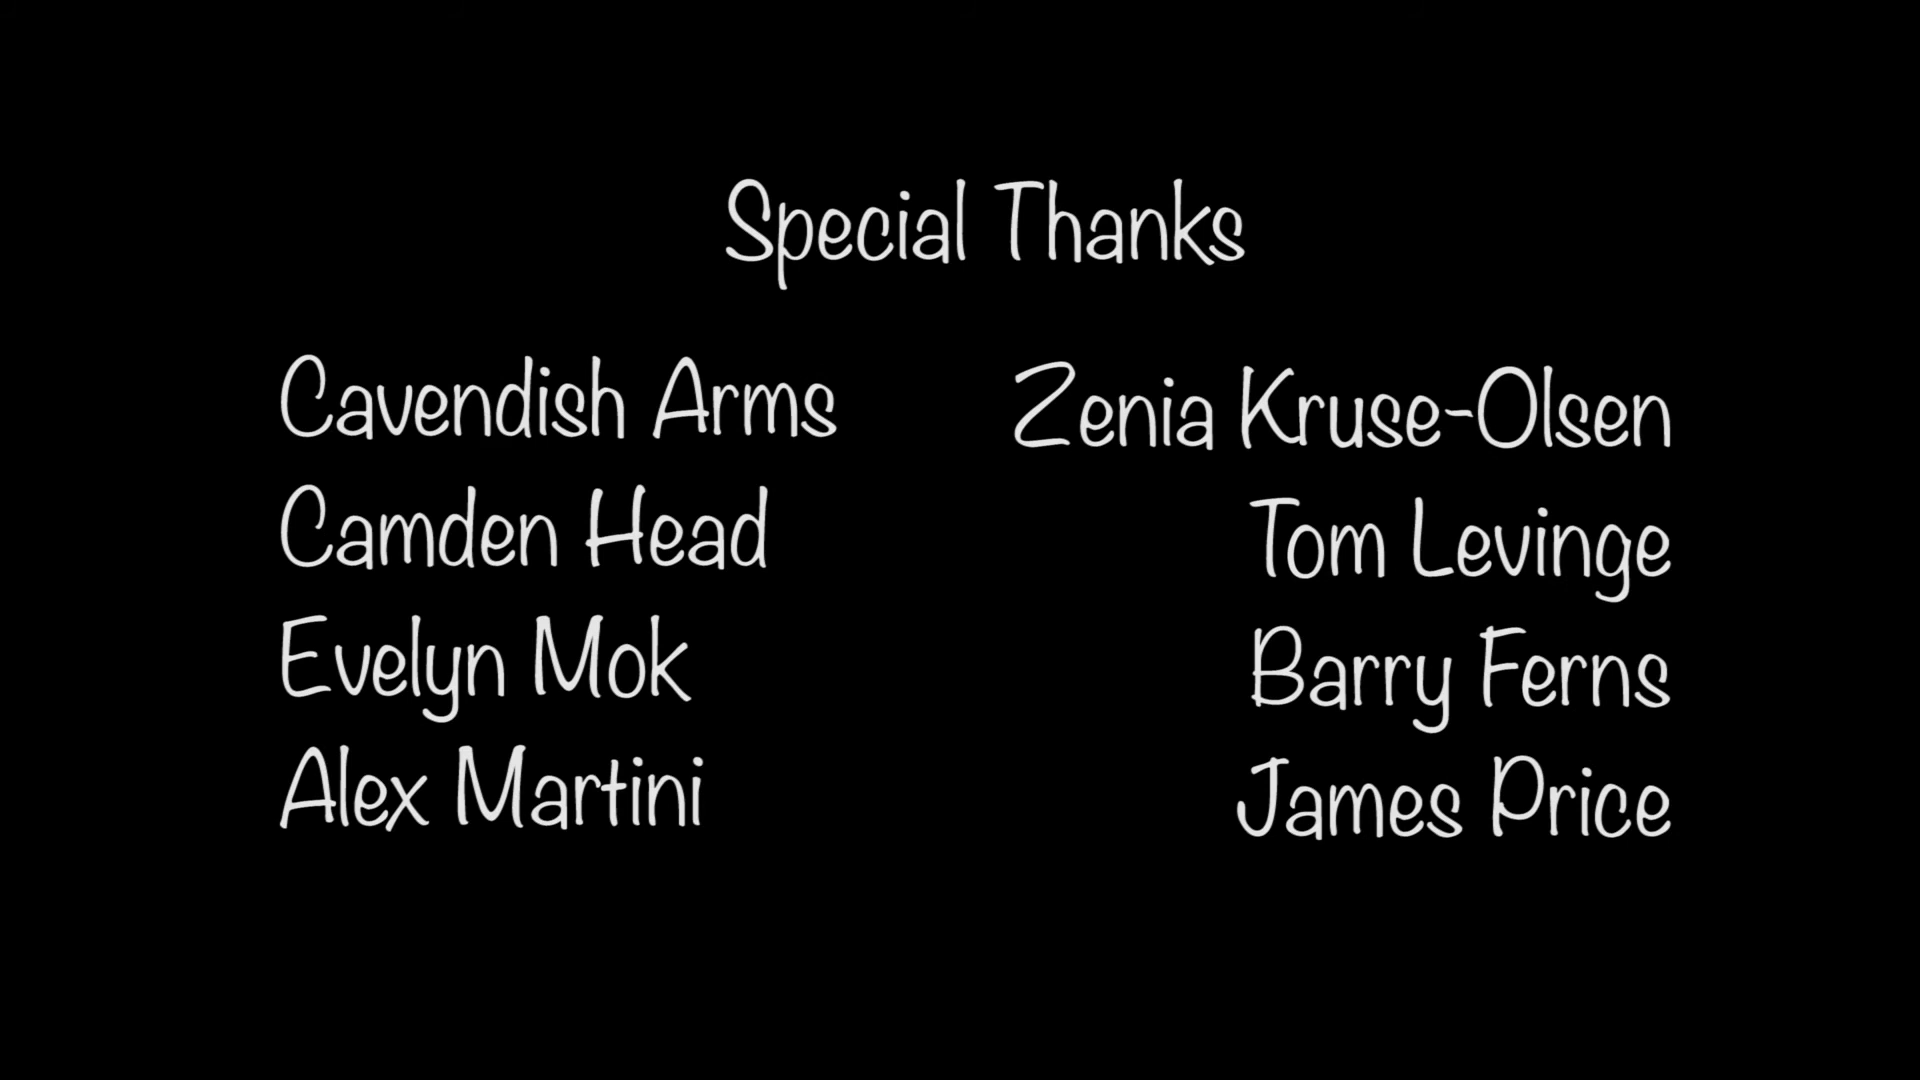 Special Thanks
Cavendish Arms
Camden Head
Evelyn Mok
Alex Martini
Zenia Kruse-Olsen
Tom Levinge
Barry Ferns
James Price